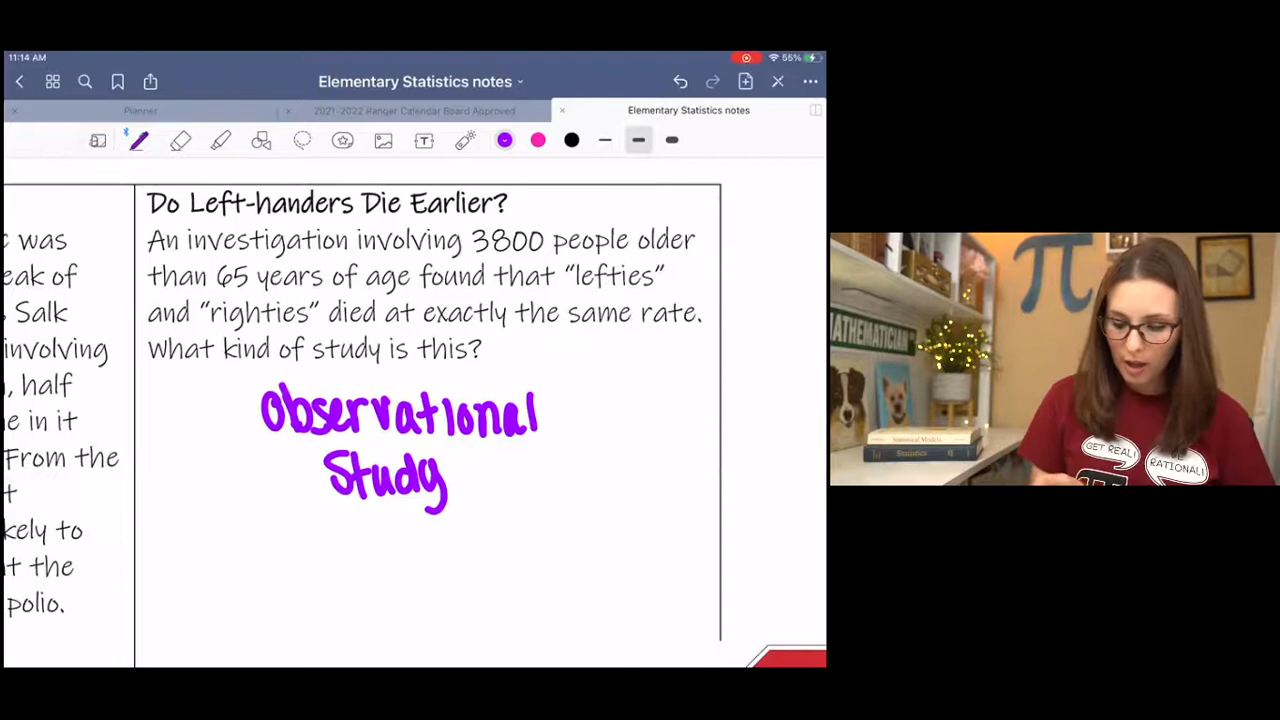 11:14 AM
55%
Elementary Statistics notes
Planner
2021-2022 Ranger Calendar Board Approved
Elementary Statistics notes
was
eak of
Salk
involving
, half
e in it
From the
t
kely to
t the
polio.
Do Left-handers Die Earlier?
An investigation involving 3800 people older
than 65 years of age found that “lefties”
and “righties” died at exactly the same rate.
What kind of study is this?
Observational
Study
MATHEMATICIAN
Statistical Models
Statistics
GET REAL!
BE
RATIONAL!